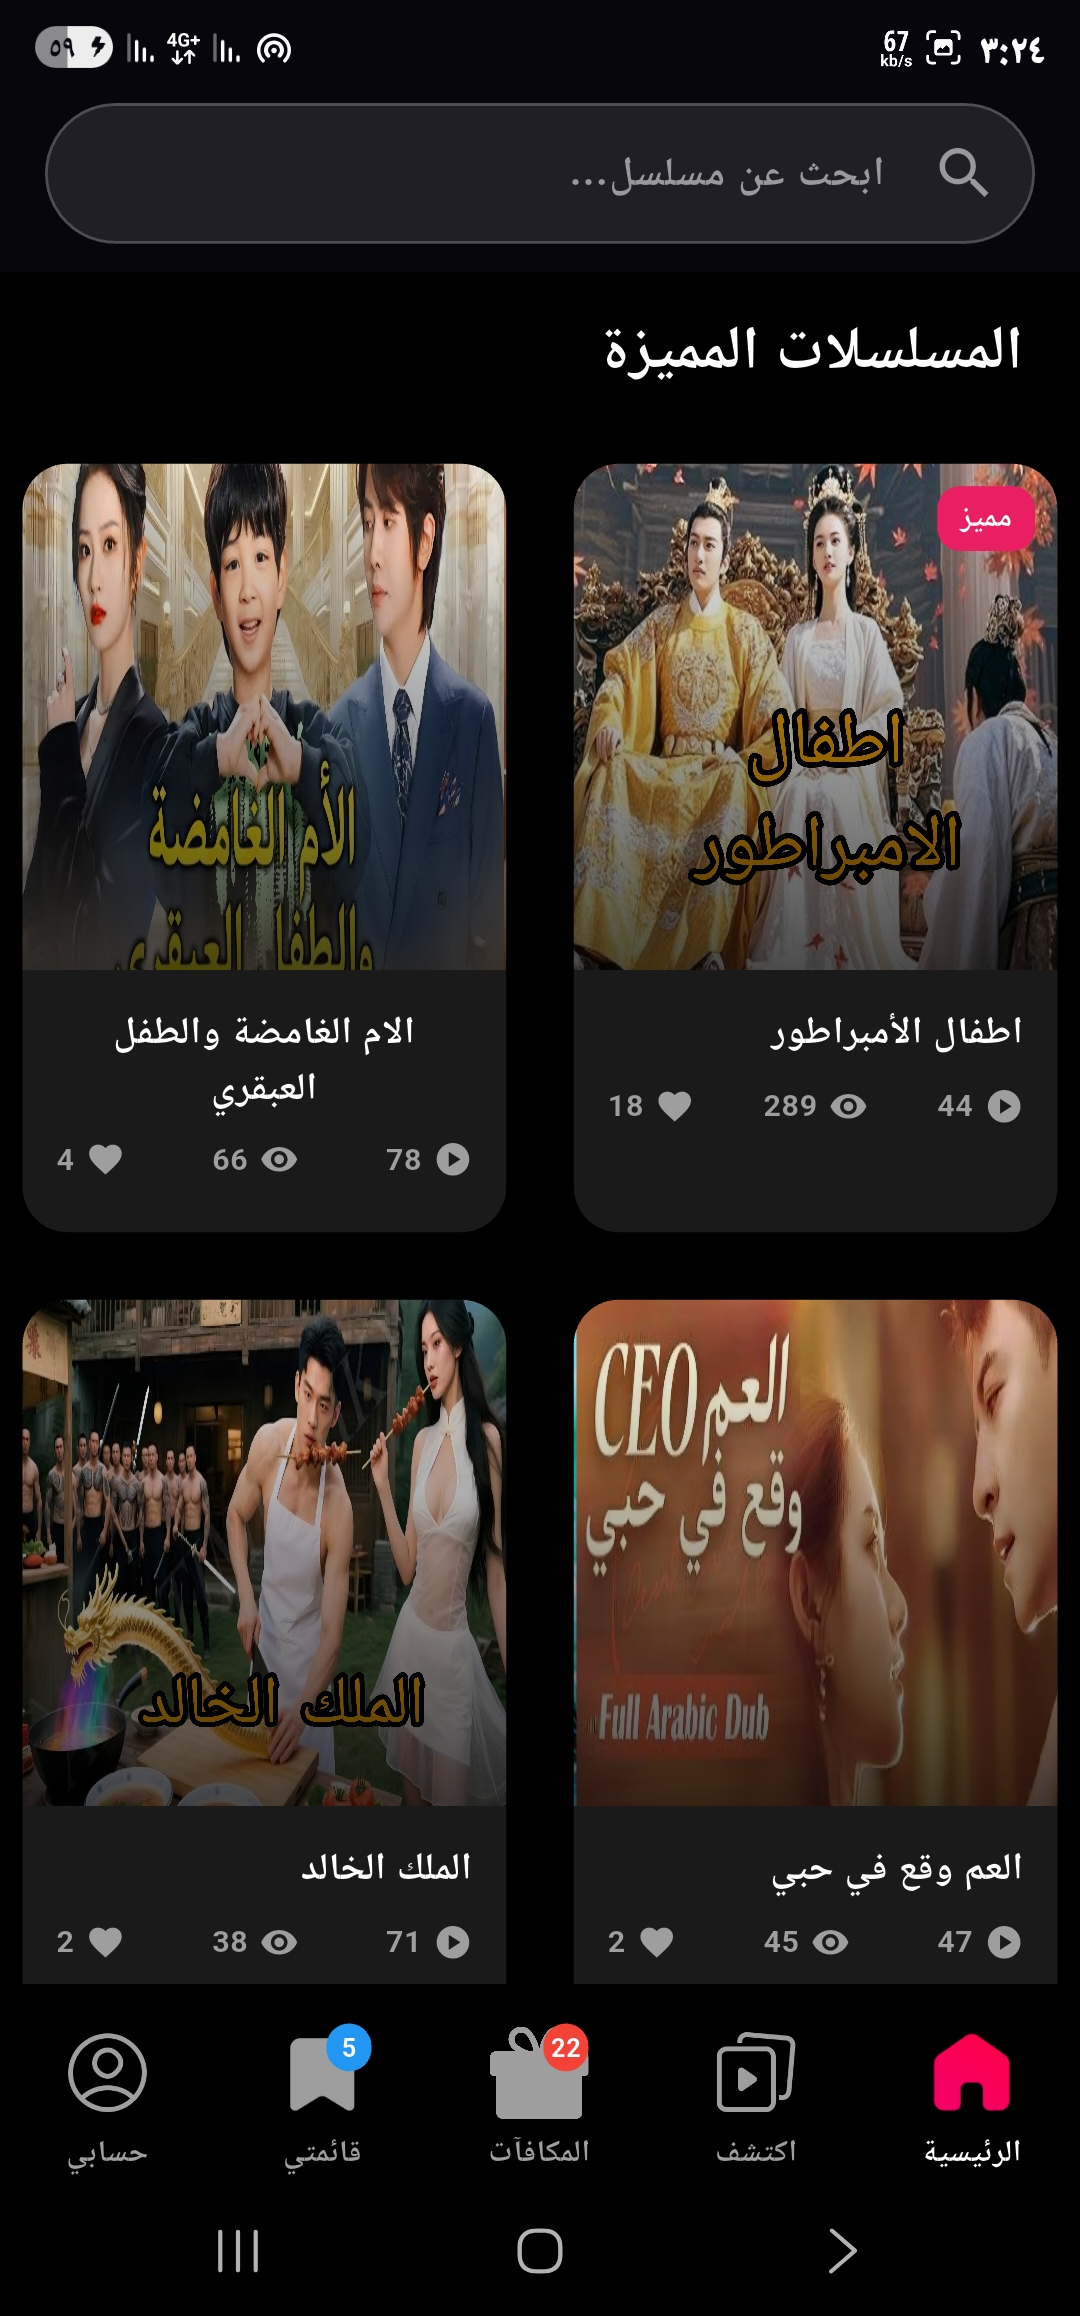 ٣:٢٤
67
kb/s
4G+
٥٩
ابحث عن مسلسل...
المسلسلات المميزة
مميز
اطفال
الامبراطور
اطفال الأمبراطور
44 289 18
الأم الغامضة
والطفل العبقري
الام الغامضة والطفل
العبقري
78 66 4
العم CEO
وقع في حبي
Full Arabic Dub
العم وقع في حبي
47 45 2
الملك الخالد
الملك الخالد
71 38 2
22
5
الرئيسية
اكتشف
المكافآت
قائمتي
حسابي